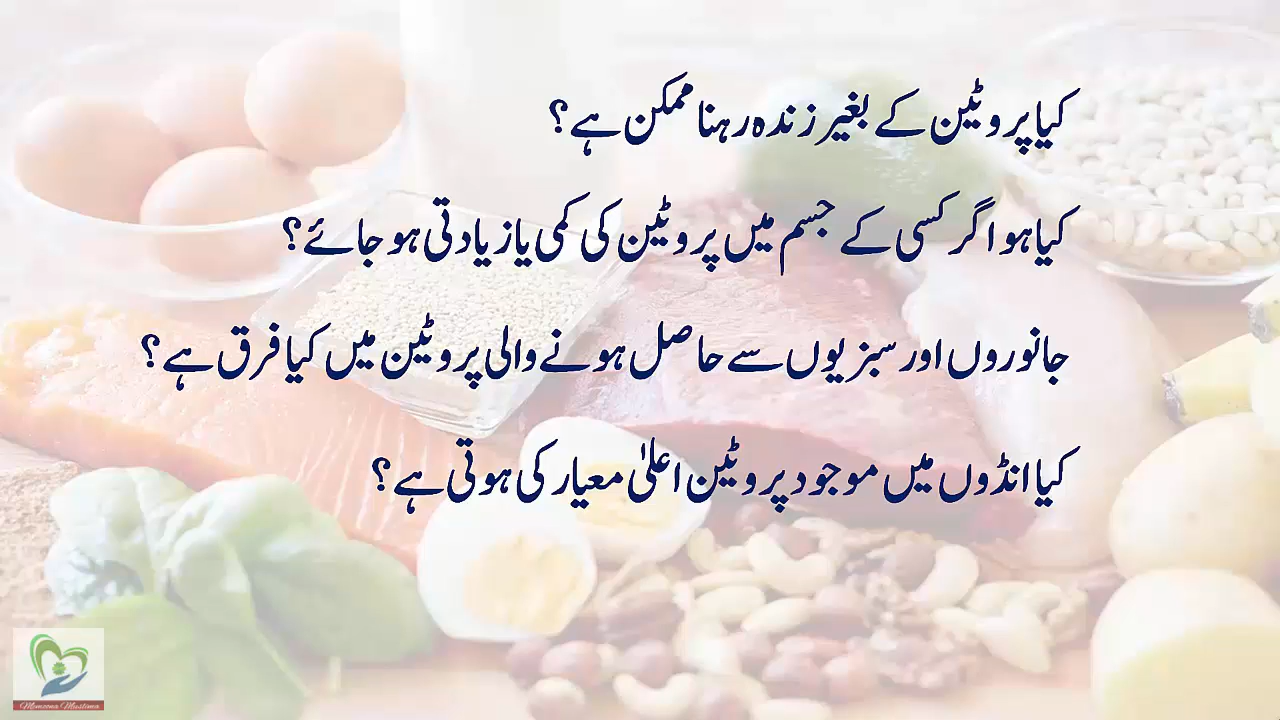 کیا پروٹین کے بغیر زندہ رہنا ممکن ہے؟
کیا ہو اگر کسی کے جسم میں پروٹین کی کمی یا زیادتی ہو جائے؟
جانوروں اور سبزیوں سے حاصل ہونے والی پروٹین میں کیا فرق ہے؟
کیا انڈوں میں موجود پروٹین اعلیٰ معیار کی ہوتی ہے؟